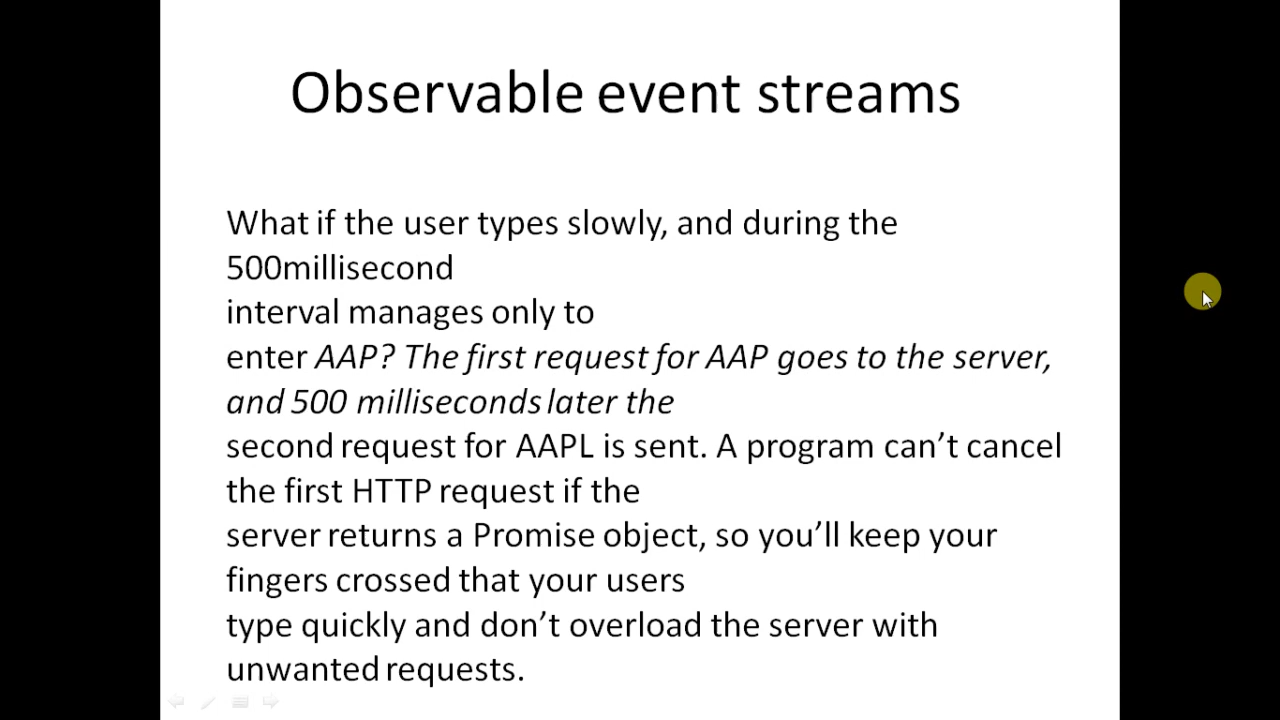 Observable event streams
What if the user types slowly, and during the
500millisecond
interval manages only to
enter AAP? The first request for AAP goes to the server,
and 500 milliseconds later the
second request for AAPL is sent. A program can’t cancel
the first HTTP request if the
server returns a Promise object, so you’ll keep your
fingers crossed that your users
type quickly and don’t overload the server with
unwanted requests.